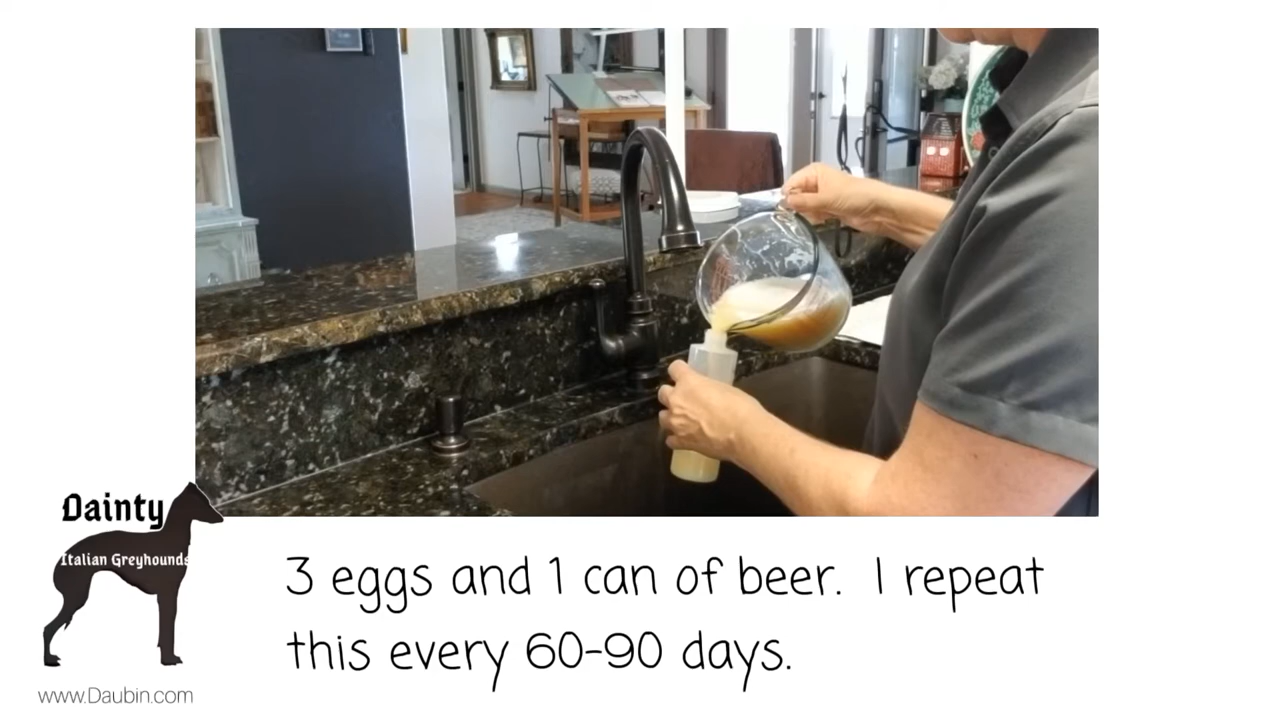 Dainty
Italian Greyhounds
3 eggs and 1 can of beer. I repeat
this every 60-90 days.
www.Daubin.com